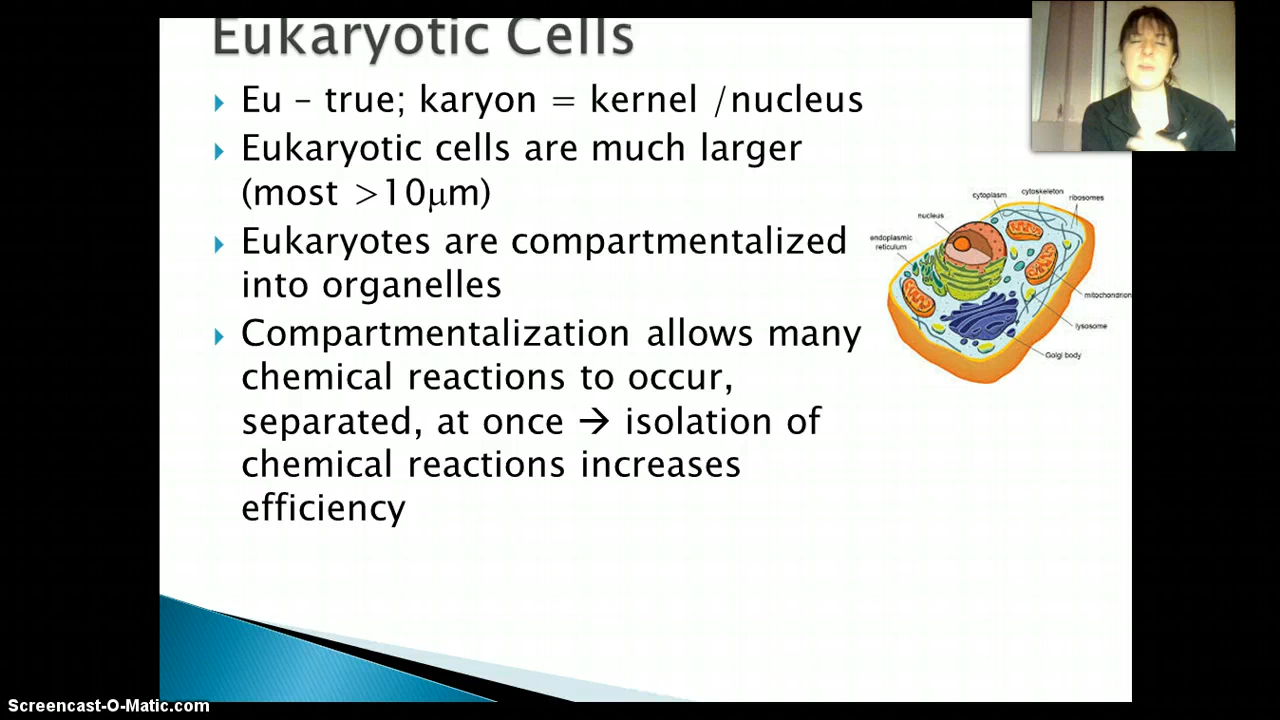 Eukaryotic Cells
Eu – true; karyon = kernel /nucleus
Eukaryotic cells are much larger
(most >10μm)
Eukaryotes are compartmentalized
into organelles
Compartmentalization allows many
chemical reactions to occur,
separated, at once → isolation of
chemical reactions increases
efficiency
cytoplasm
cytoskeleton
ribosomes
nucleus
endoplasmic
reticulum
mitochondrion
lysosome
Golgi body
Screencast-O-Matic.com